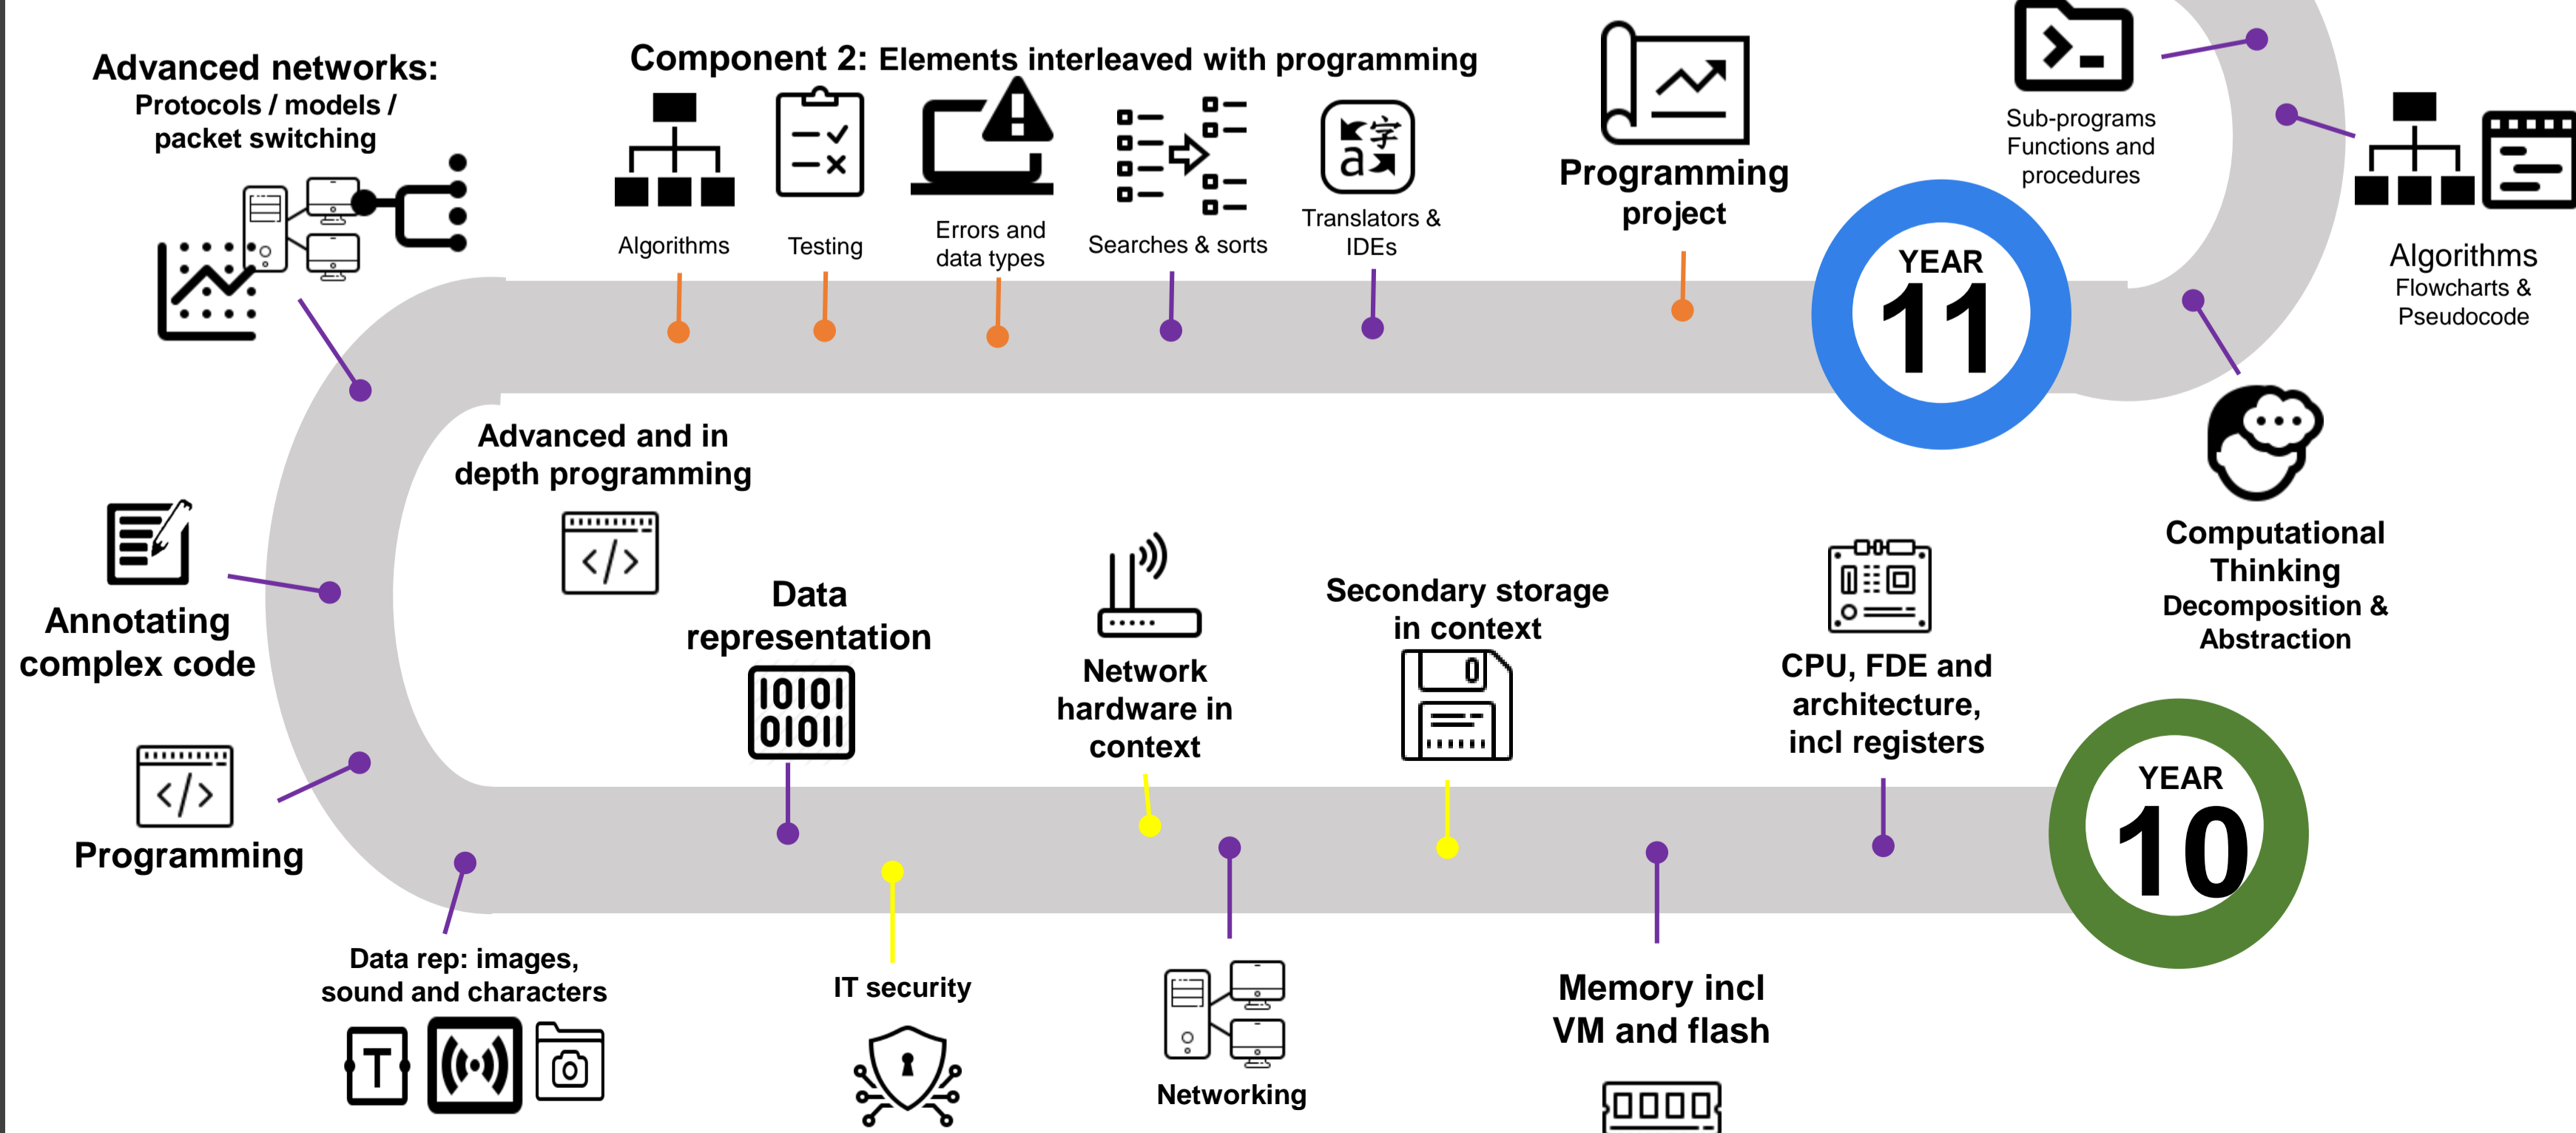 Advanced networks:
Protocols / models /
packet switching
Component 2: Elements interleaved with programming
Algorithms
Testing
Errors and
data types
Searches & sorts
字
a
Translators &
IDEs
Programming
project
YEAR
11
Sub-programs
Functions and
procedures
Algorithms
Flowcharts &
Pseudocode
Computational
Thinking
Decomposition &
Abstraction
Advanced and in
depth programming
</>
Annotating
complex code
</>
Programming
Data
representation
10101
01011
Network
hardware in
context
Secondary storage
in context
CPU, FDE and
architecture,
incl registers
YEAR
10
Data rep: images,
sound and characters
T
IT security
Networking
Memory incl
VM and flash